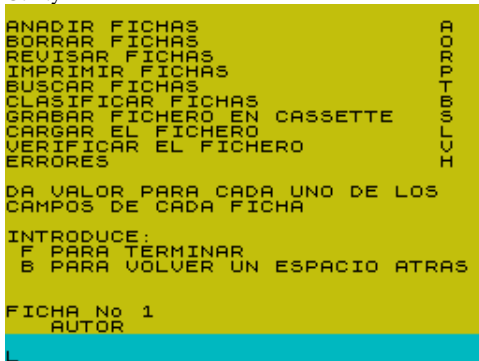 ANADIR FICHAS A
BORRAR FICHAS O
REVISAR FICHAS R
IMPRIMIR FICHAS P
BUSCAR FICHAS T
CLASIFICAR FICHAS B
GRABAR FICHERO EN CASSETTE S
CARGAR EL FICHERO L
VERIFICAR EL FICHERO V
ERRORES H
DA VALOR PARA CADA UNO DE LOS
CAMPOS DE CADA FICHA
INTRODUCE:
F PARA TERMINAR
B PARA VOLVER UN ESPACIO ATRAS
FICHA No 1
AUTOR
L